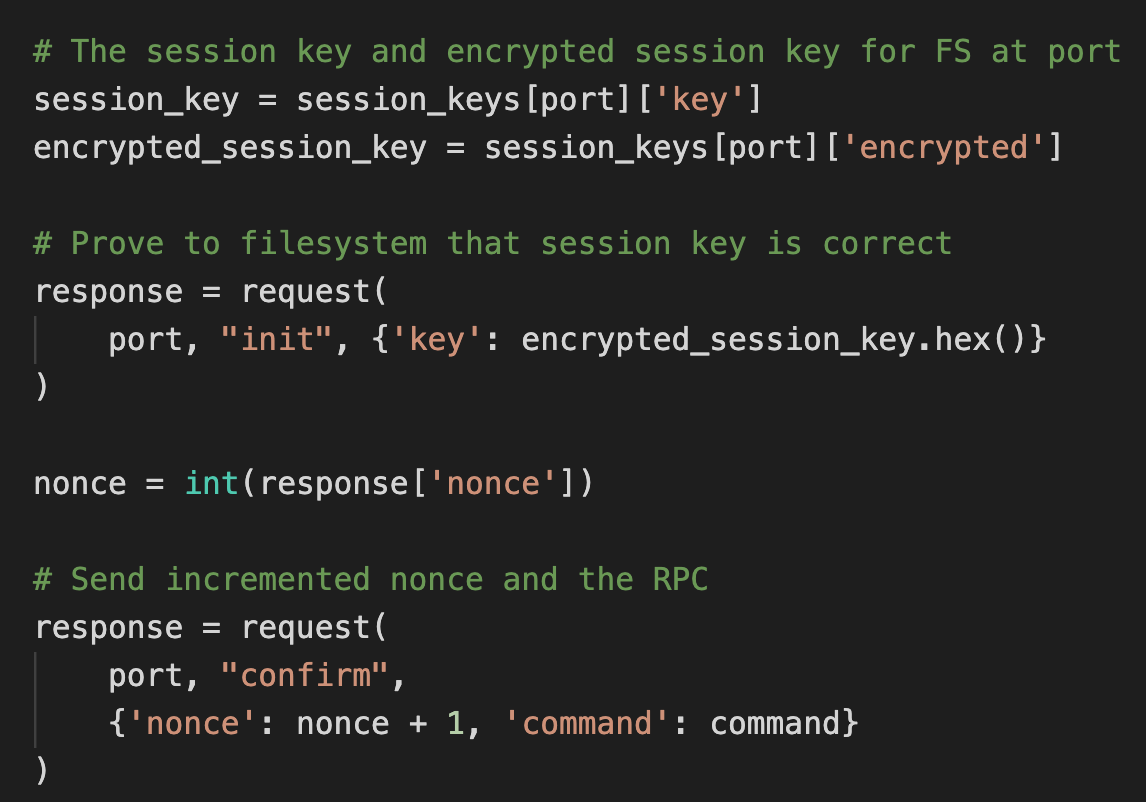 # The session key and encrypted session key for FS at port
session_key = session_keys[port]['key']
encrypted_session_key = session_keys[port]['encrypted']
# Prove to filesystem that session key is correct
response = request(
port, "init", {'key': encrypted_session_key.hex()}
)
nonce = int(response['nonce'])
# Send incremented nonce and the RPC
response = request(
port, "confirm",
{'nonce': nonce + 1, 'command': command}
)